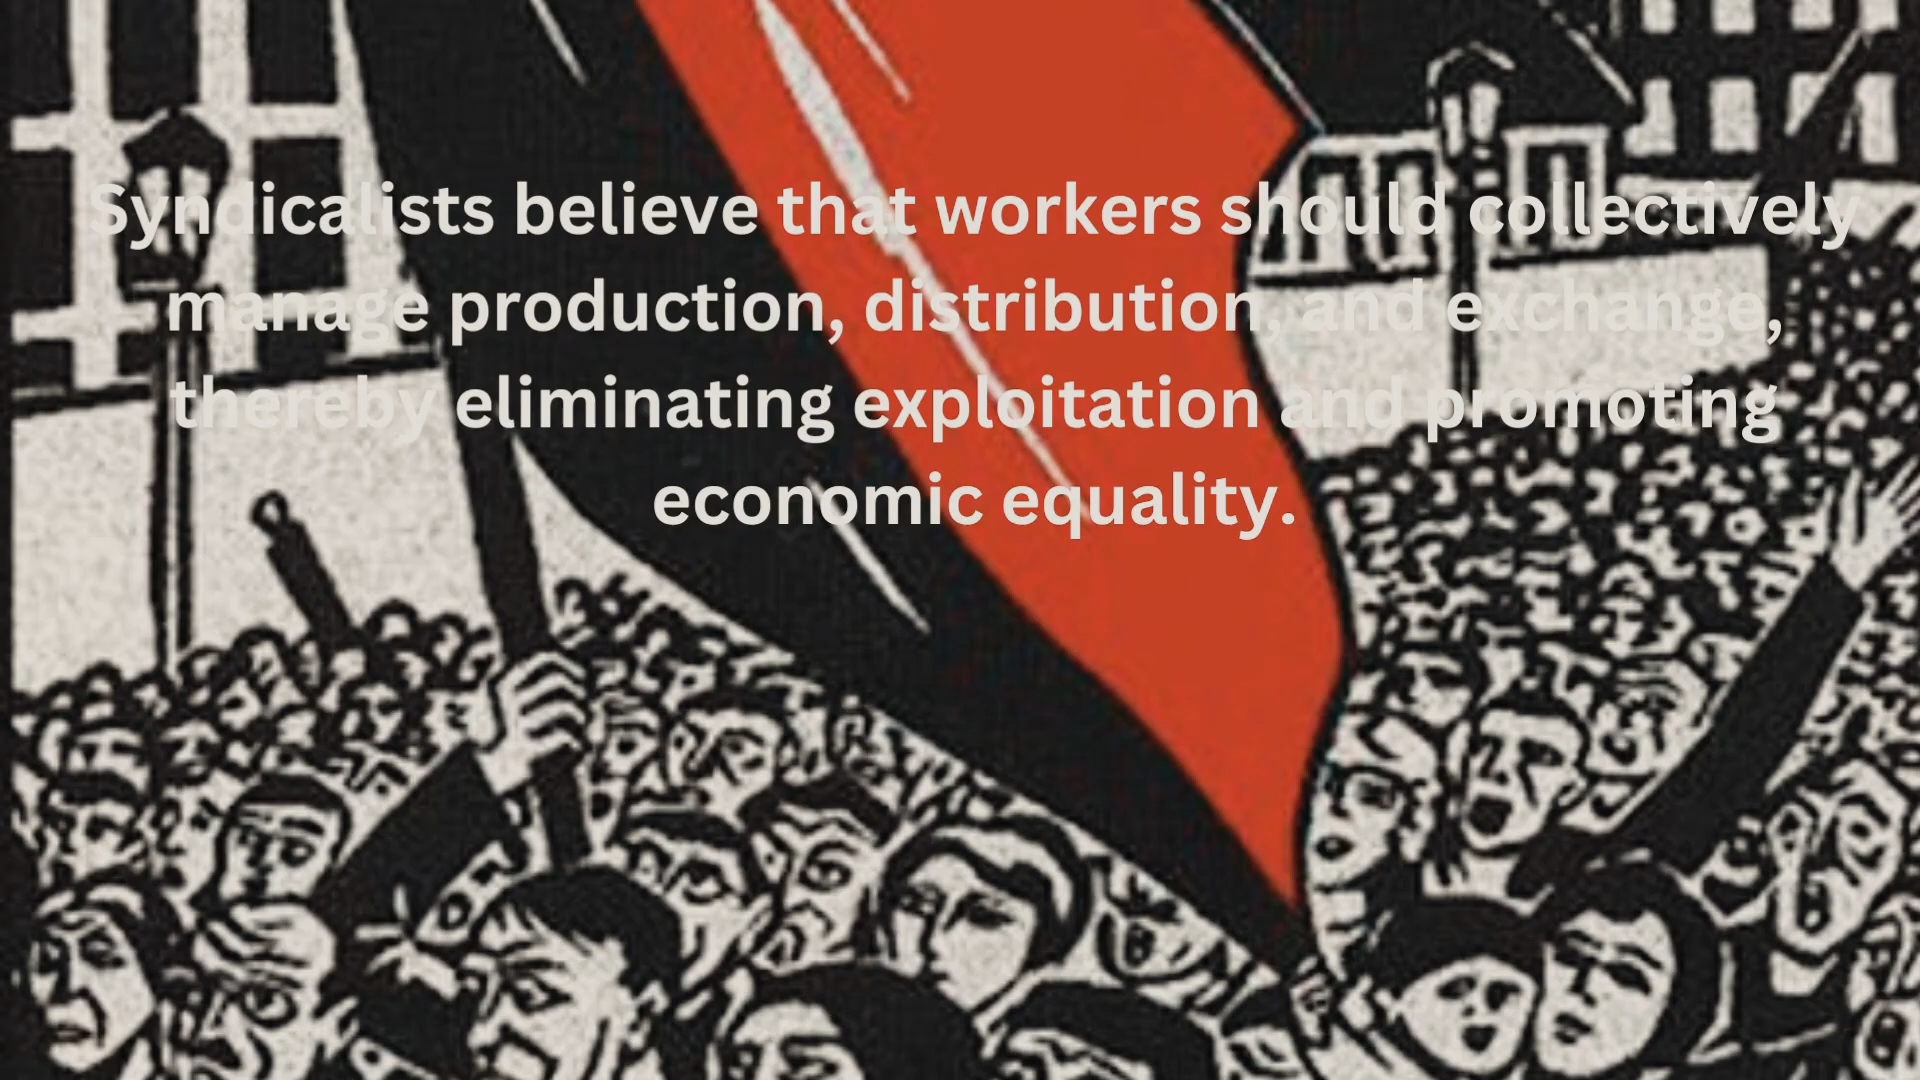 Syndicalists believe that workers should collectively
manage production, distribution, and exchange,
thereby eliminating exploitation and promoting
economic equality.